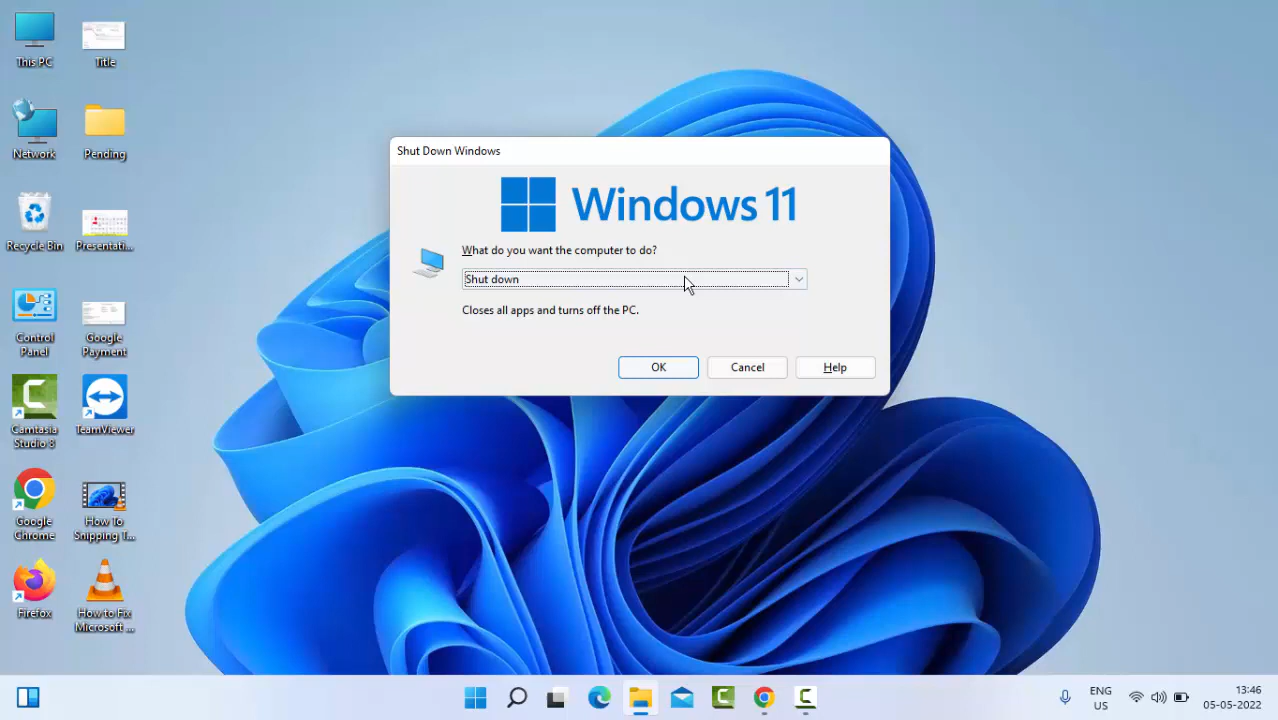 This PC
Title
Network
Pending
Recycle Bin
Presentati...
Control
Panel
Google
Payment
Camtasia
Studio 8
TeamViewer
Google
Chrome
How To
Snipping T...
Firefox
How to Fix
Microsoft ...
Shut Down Windows
Windows 11
What do you want the computer to do?
Shut down
Closes all apps and turns off the PC.
OK
Cancel
Help
ENG
US
13:46
05-05-2022